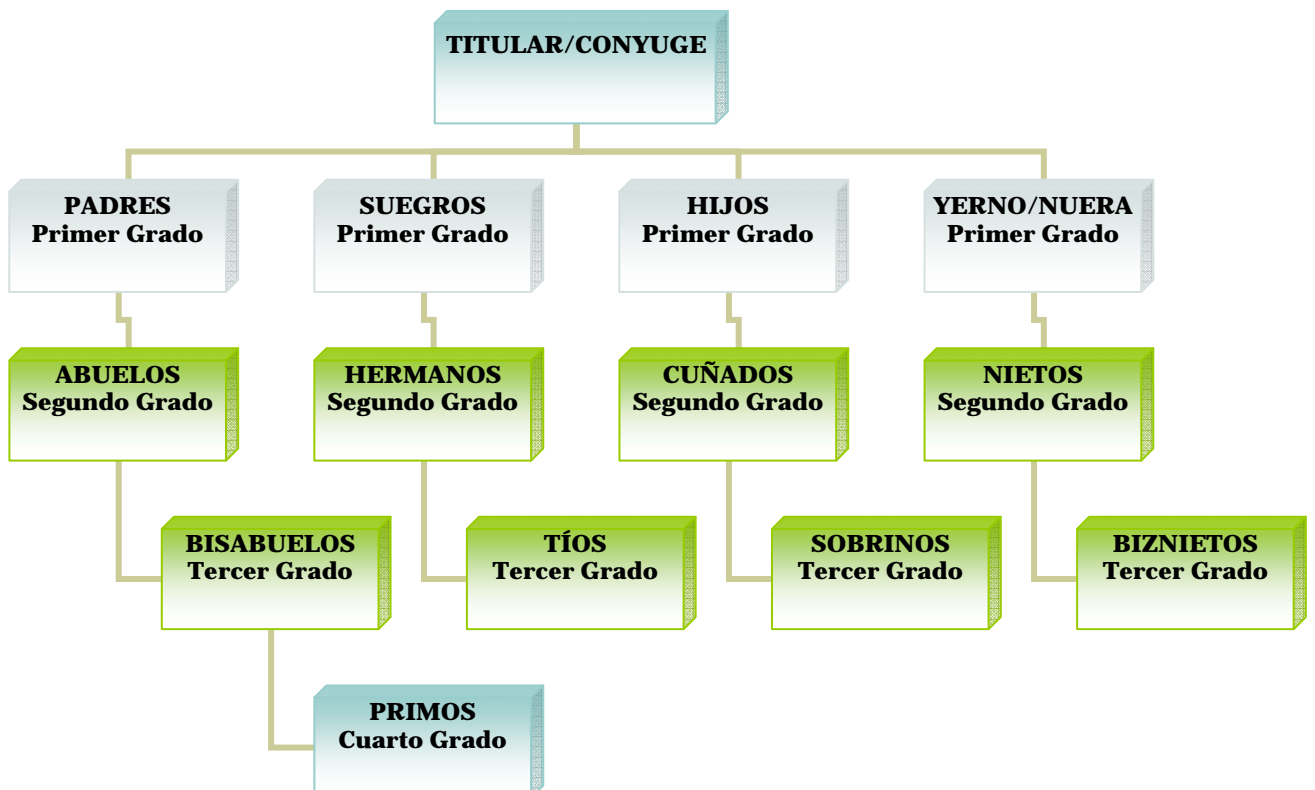 TITULAR/CONYUGE
PADRES
Primer Grado
SUEGROS
Primer Grado
HIJOS
Primer Grado
YERNO/NUERA
Primer Grado
ABUELOS
Segundo Grado
HERMANOS
Segundo Grado
CUÑADOS
Segundo Grado
NIETOS
Segundo Grado
BISABUELOS
Tercer Grado
TÍOS
Tercer Grado
SOBRINOS
Tercer Grado
BIZNIETOS
Tercer Grado
PRIMOS
Cuarto Grado